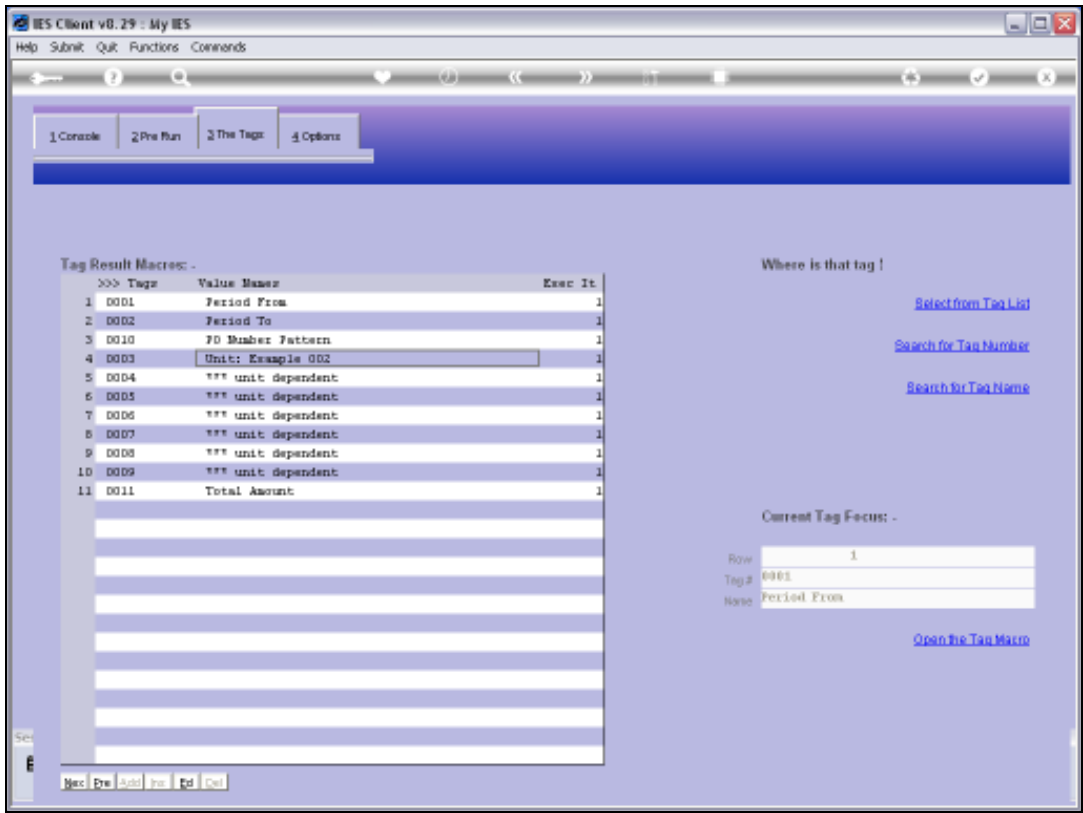 IES Client v8.29 : My IES
Help Submit Quit Functions Commands
1 Console 2 Pre Run 3 The Tags 4 Options
Tag Result Macros: -
>>> Tags Value Names Exec It
1 0001 Period From 1
2 0002 Period To 1
3 0010 PO Number Pattern 1
4 0003 Unit: Example 002 1
5 0004 *** unit dependent 1
6 0005 *** unit dependent 1
7 0006 *** unit dependent 1
8 0007 *** unit dependent 1
9 0008 *** unit dependent 1
10 0009 *** unit dependent 1
11 0011 Total Amount 1
Where is that tag !
Select from Tag List
Search for Tag Number
Search for Tag Name
Current Tag Focus: -
Row 1
Tag # 0001
Name Period From
Open the Tag Macro
Nex Pre Add Ins Ed Del